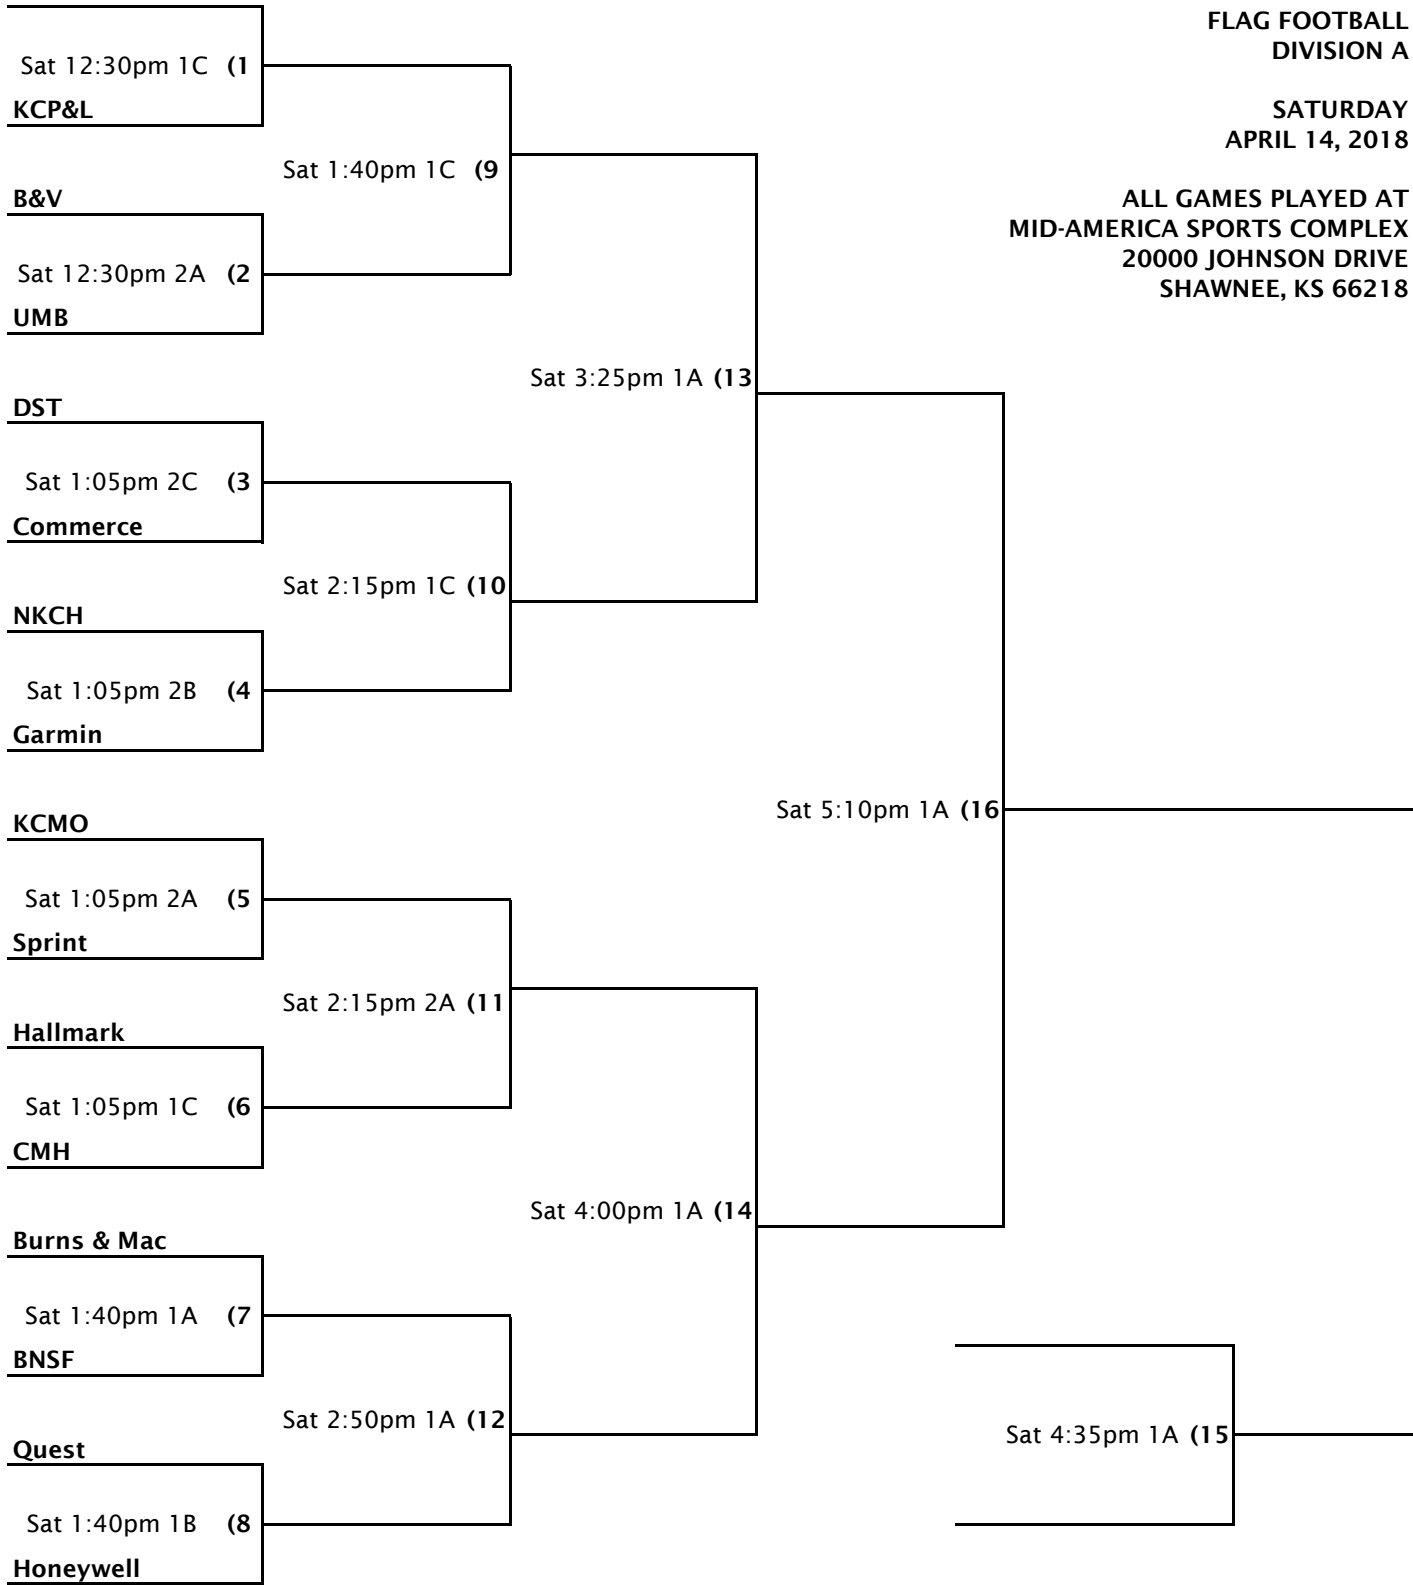 FLAG FOOTBALL
DIVISION A
SATURDAY
APRIL 14, 2018
ALL GAMES PLAYED AT
MID-AMERICA SPORTS COMPLEX
20000 JOHNSON DRIVE
SHAWNEE, KS 66218
Sat 12:30pm 1C (1
KCP&L
Sat 1:40pm 1C (9
B&V
Sat 12:30pm 2A (2
UMB
Sat 3:25pm 1A (13
DST
Sat 1:05pm 2C (3
Commerce
Sat 2:15pm 1C (10
NKCH
Sat 1:05pm 2B (4
Garmin
Sat 5:10pm 1A (16
KCMO
Sat 1:05pm 2A (5
Sprint
Sat 2:15pm 2A (11
Hallmark
Sat 1:05pm 1C (6
CMH
Sat 4:00pm 1A (14
Burns & Mac
Sat 1:40pm 1A (7
BNSF
Sat 2:50pm 1A (12
Sat 4:35pm 1A (15
Quest
Sat 1:40pm 1B (8
Honeywell